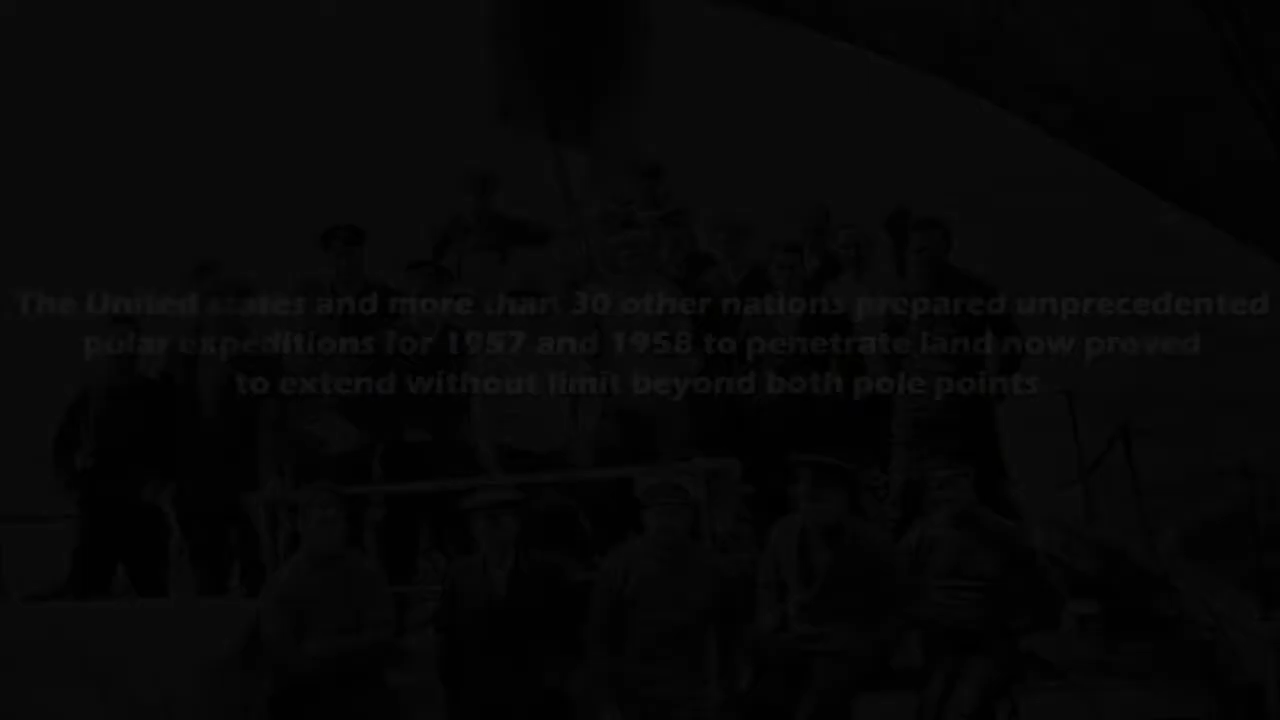 The United states and more than 30 other nations prepared unprecedented
polar expeditions for 1957 and 1958 to penetrate land now proved
to extend without limit beyond both pole points